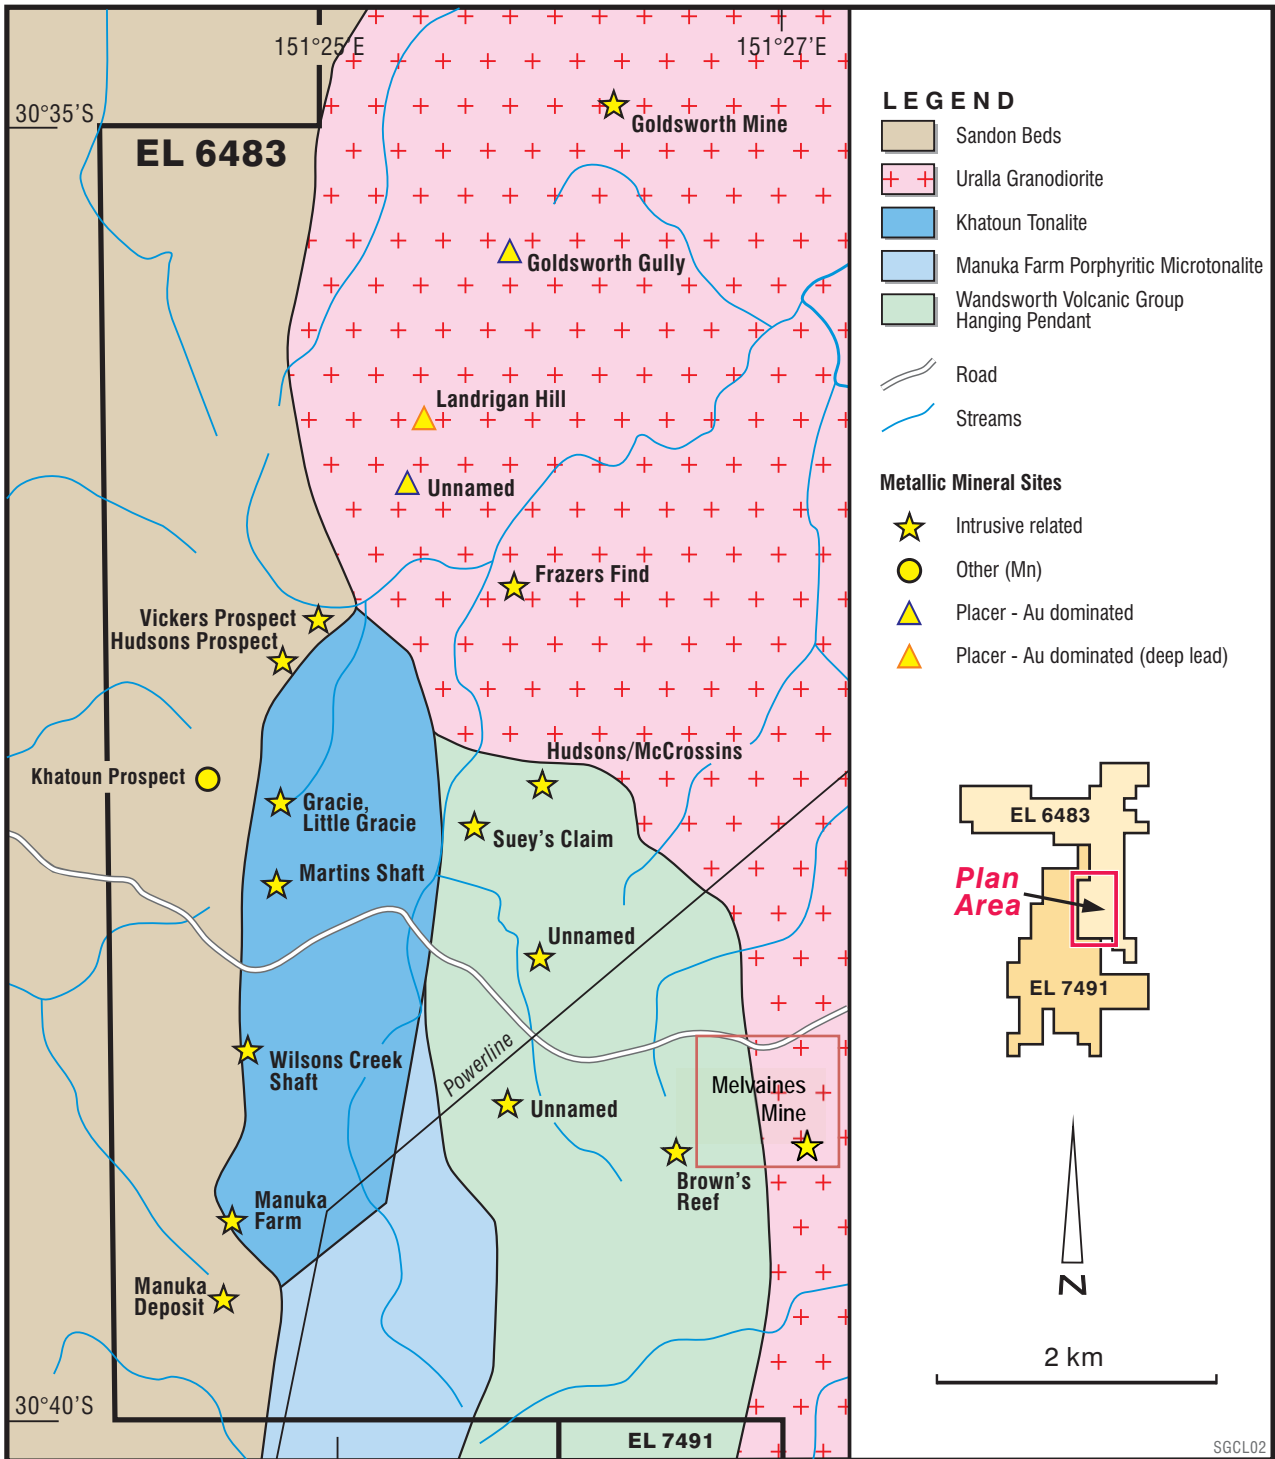 151°25'E
151°27'E
30°35'S
EL 6483
Goldsworth Mine
Goldsworth Gully
Landrigan Hill
Unnamed
Frazers Find
Vickers Prospect
Hudsons Prospect
Hudsons/McCrossins
Khatoun Prospect
Gracie,
Little Gracie
Suey's Claim
Martins Shaft
Unnamed
Wilsons Creek
Shaft
Powerline
Unnamed
Melvaines
Mine
Brown's
Reef
Manuka
Farm
Manuka
Deposit
30°40'S
EL 7491
LEGEND
Sandon Beds
Uralla Granodiorite
Khatoun Tonalite
Manuka Farm Porphyritic Microtonalite
Wandsworth Volcanic Group
Hanging Pendant
Road
Streams
Metallic Mineral Sites
Intrusive related
Other (Mn)
Placer - Au dominated
Placer - Au dominated (deep lead)
EL 6483
Plan
Area
EL 7491
N
2 km
SGCL02